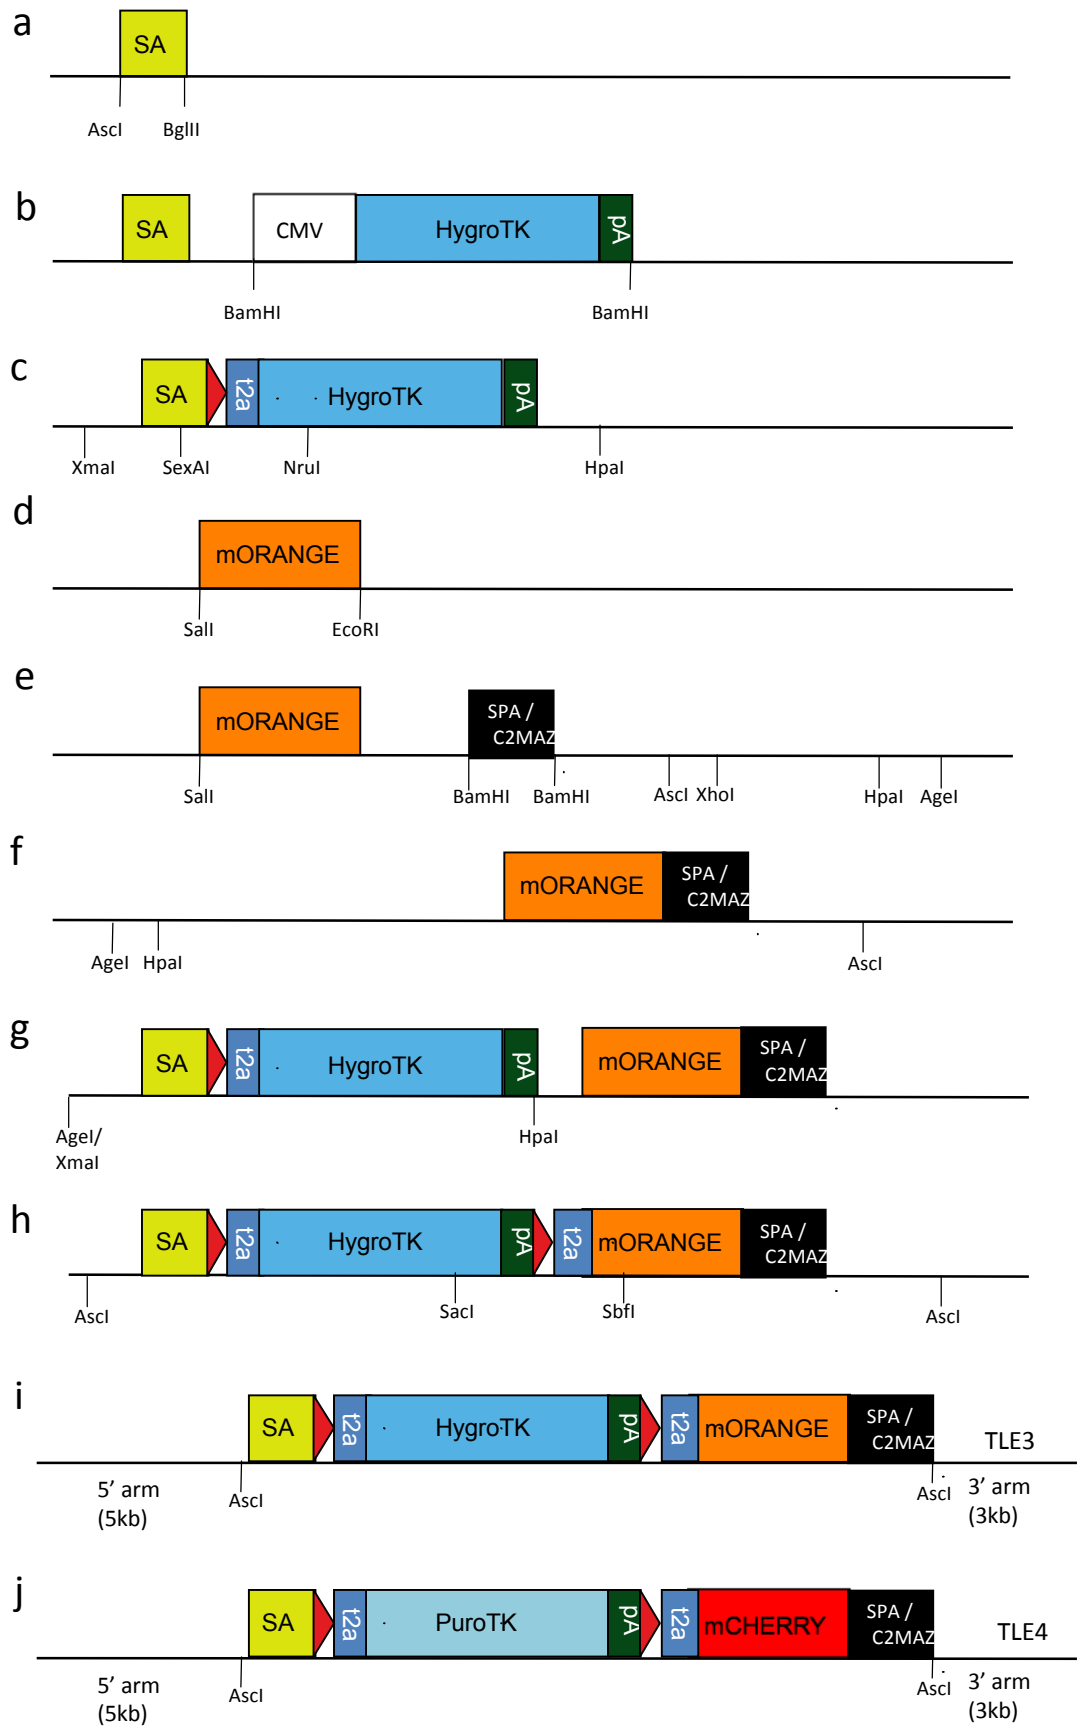 a
SA
AscI BglII
b
SA CMV HygroTK pA
BamHI BamHI
c
SA t2a HygroTK pA
XmaI SexAI NruI HpaI
d
mORANGE
SalI EcoRI
e
mORANGE SPA /
C2MAZ
SalI BamHI BamHI AscI XhoI HpaI AgeI
f
mORANGE SPA /
C2MAZ
AgeI HpaI AscI
g
SA t2a HygroTK pA mORANGE SPA /
C2MAZ
AgeI/ HpaI
XmaI
h
SA t2a HygroTK pA t2a mORANGE SPA /
C2MAZ
AscI SacI SbfI AscI
i
SA t2a HygroTK pA t2a mORANGE SPA /
C2MAZ TLE3
5' arm AscI AscI 3' arm
(5kb) (3kb)
j
SA t2a PuroTK pA t2a mCHERRY SPA /
C2MAZ TLE4
5' arm AscI AscI 3' arm
(5kb) (3kb)